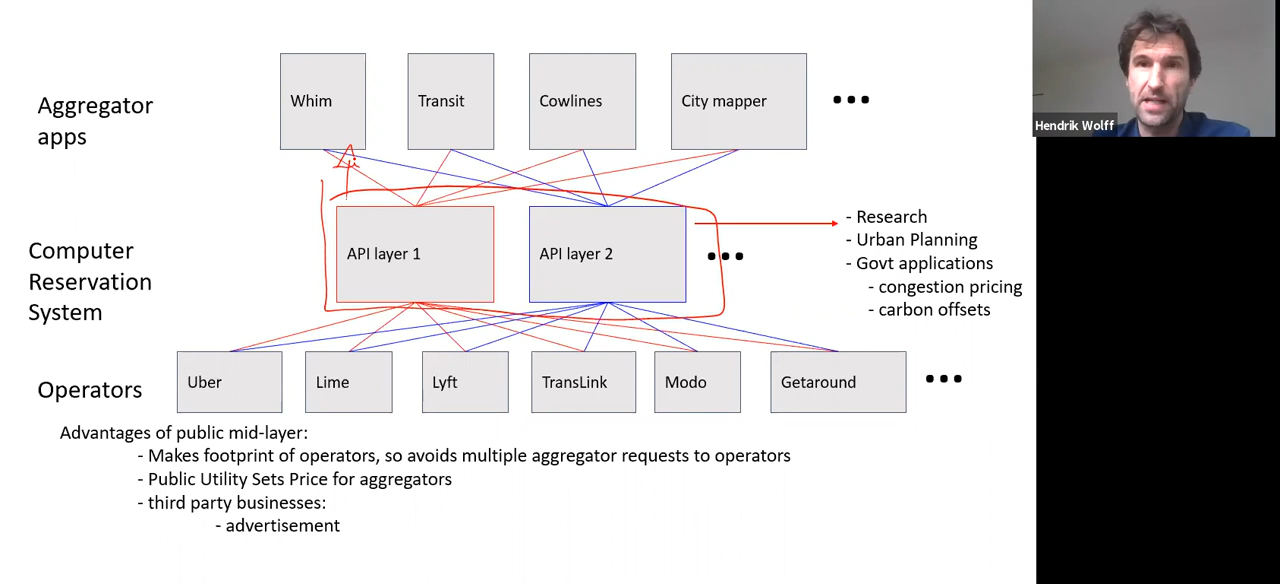 Hendrik Wolff
Aggregator
apps
Whim
Transit
Cowlines
City mapper
Computer
Reservation
System
API layer 1
API layer 2
- Research
- Urban Planning
- Govt applications
- congestion pricing
- carbon offsets
Operators
Uber
Lime
Lyft
TransLink
Modo
Getaround
Advantages of public mid-layer:
- Makes footprint of operators, so avoids multiple aggregator requests to operators
- Public Utility Sets Price for aggregators
- third party businesses:
- advertisement